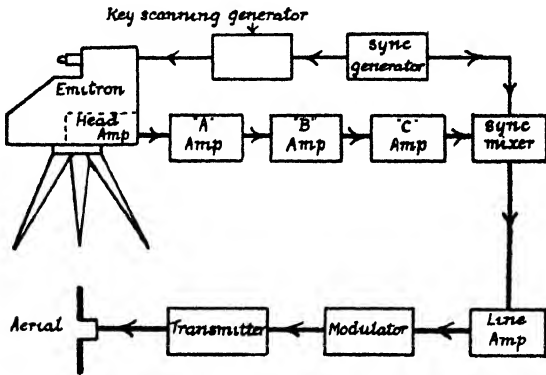 Key scanning generator
Sync
generator
Emitron
Head
Amp
"A"
Amp
"B"
Amp
"C"
Amp
Sync
mixer
Aerial
Transmitter
Modulator
Line
Amp